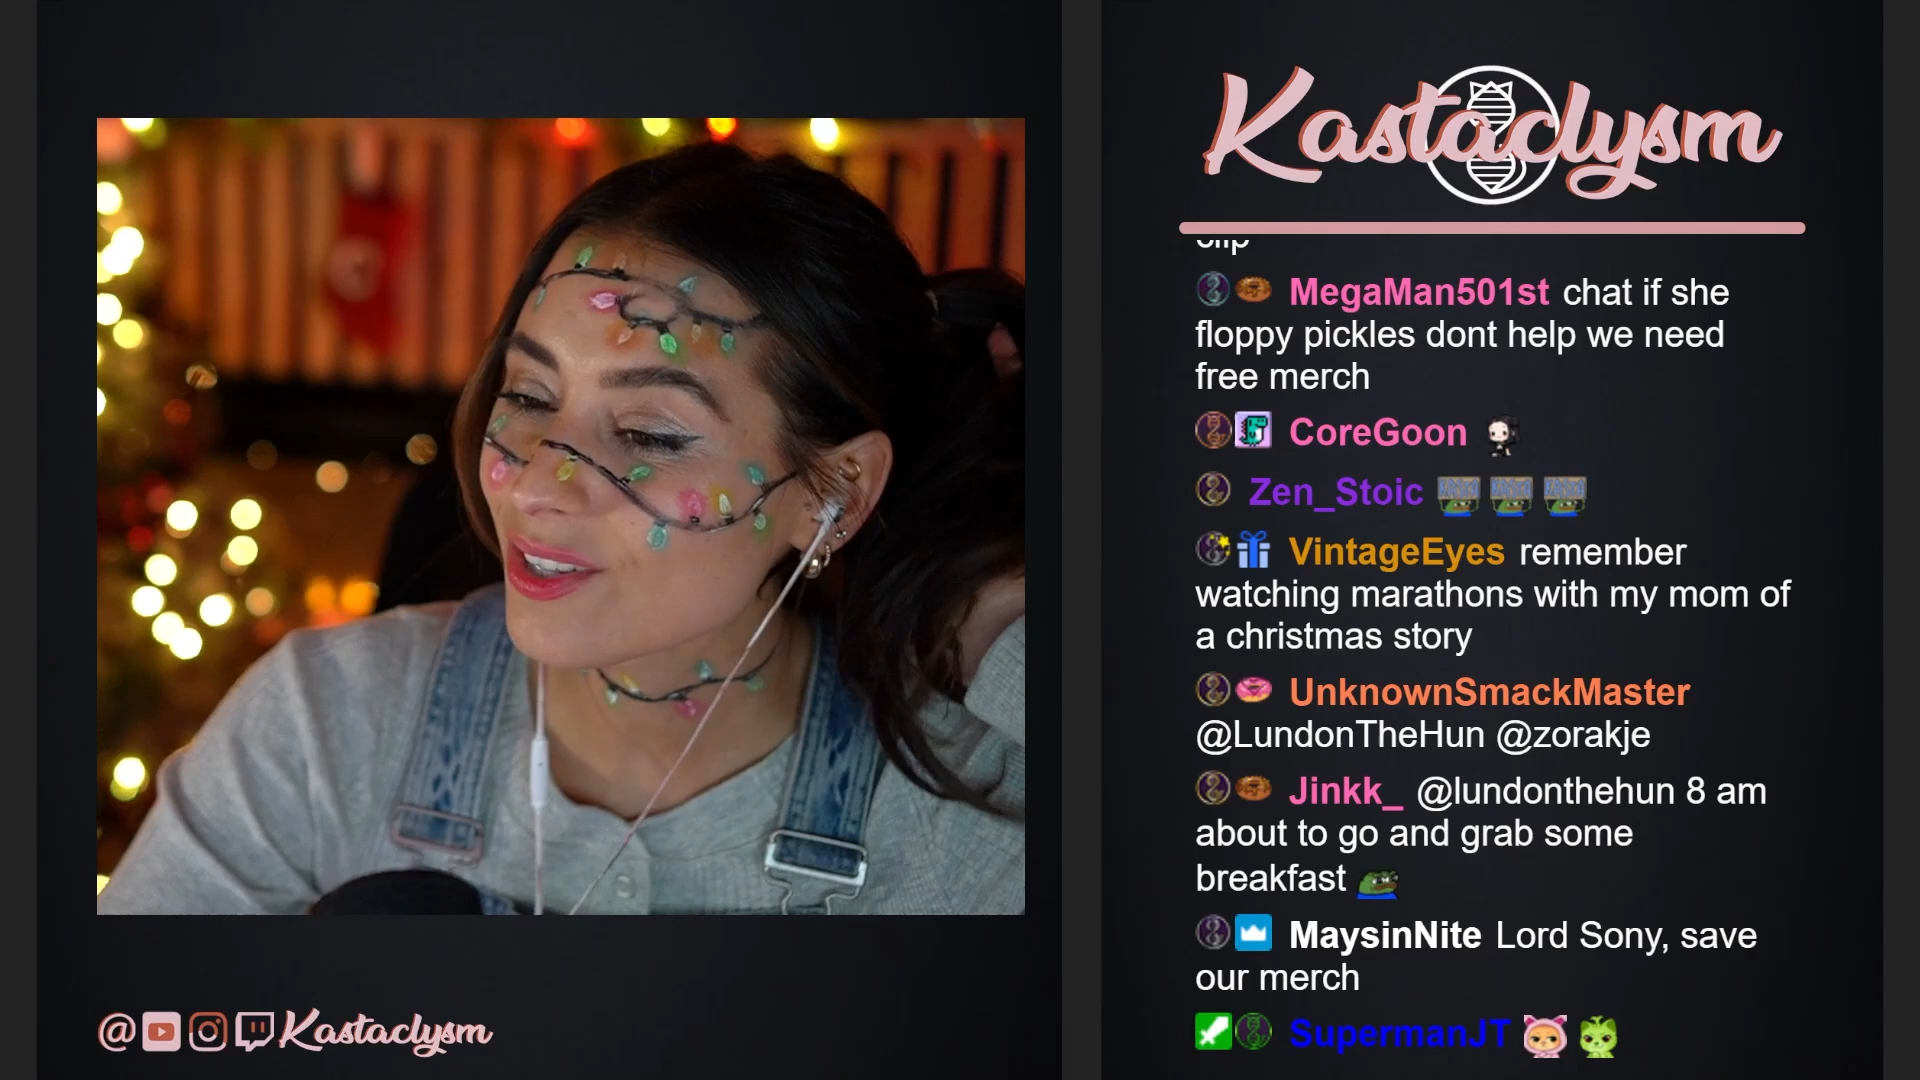 Kastaclysm
clip
MegaMan501st chat if she
floppy pickles dont help we need
free merch
CoreGoon
Zen_Stoic
VintageEyes remember
watching marathons with my mom of
a christmas story
UnknownSmackMaster
@LundonTheHun @zorakje
Jinkk_ @lundonthehun 8 am
about to go and grab some
breakfast
MaysinNite Lord Sony, save
our merch
SupermanJT
@ Kastaclysm